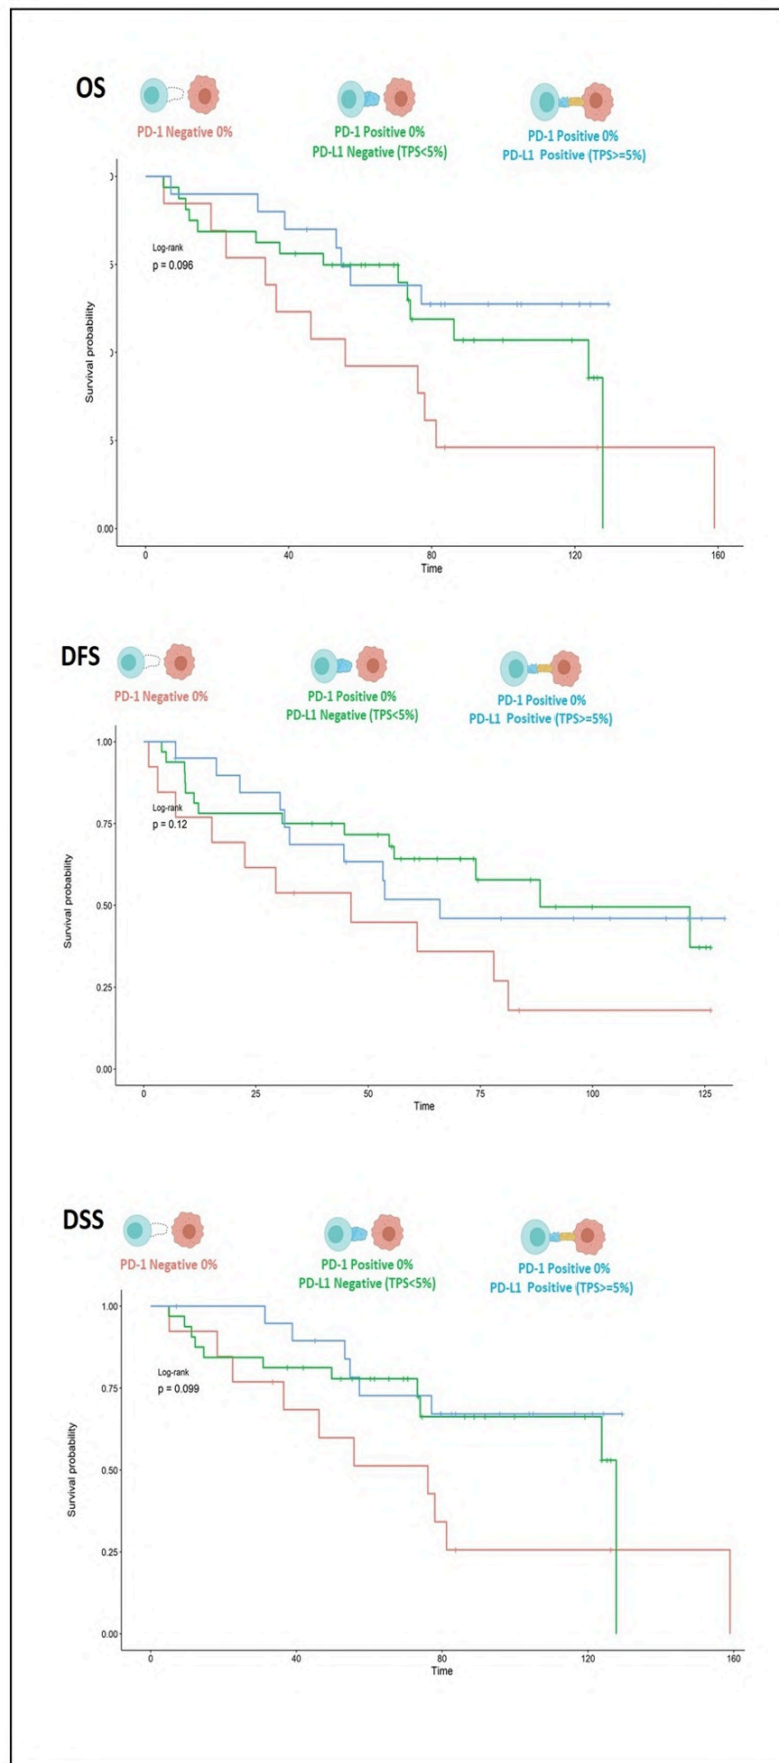 OS
PD-1 Negative 0%
PD-1 Positive 0%
PD-L1 Negative (TPS<5%)
PD-1 Positive 0%
PD-L1 Positive (TPS>=5%)
Survival probability
0
5
0
5
0.00
Log-rank
p = 0.096
0 40 80 120 160
Time
DFS
PD-1 Negative 0%
PD-1 Positive 0%
PD-L1 Negative (TPS<5%)
PD-1 Positive 0%
PD-L1 Positive (TPS>=5%)
Survival probability
1.00
0.75
0.50
0.25
0.00
Log-rank
p = 0.12
0 25 50 75 100 125
Time
DSS
PD-1 Negative 0%
PD-1 Positive 0%
PD-L1 Negative (TPS<5%)
PD-1 Positive 0%
PD-L1 Positive (TPS>=5%)
Survival probability
1.00
0.75
0.50
0.25
0.00
Log-rank
p = 0.099
0 40 80 120 160
Time